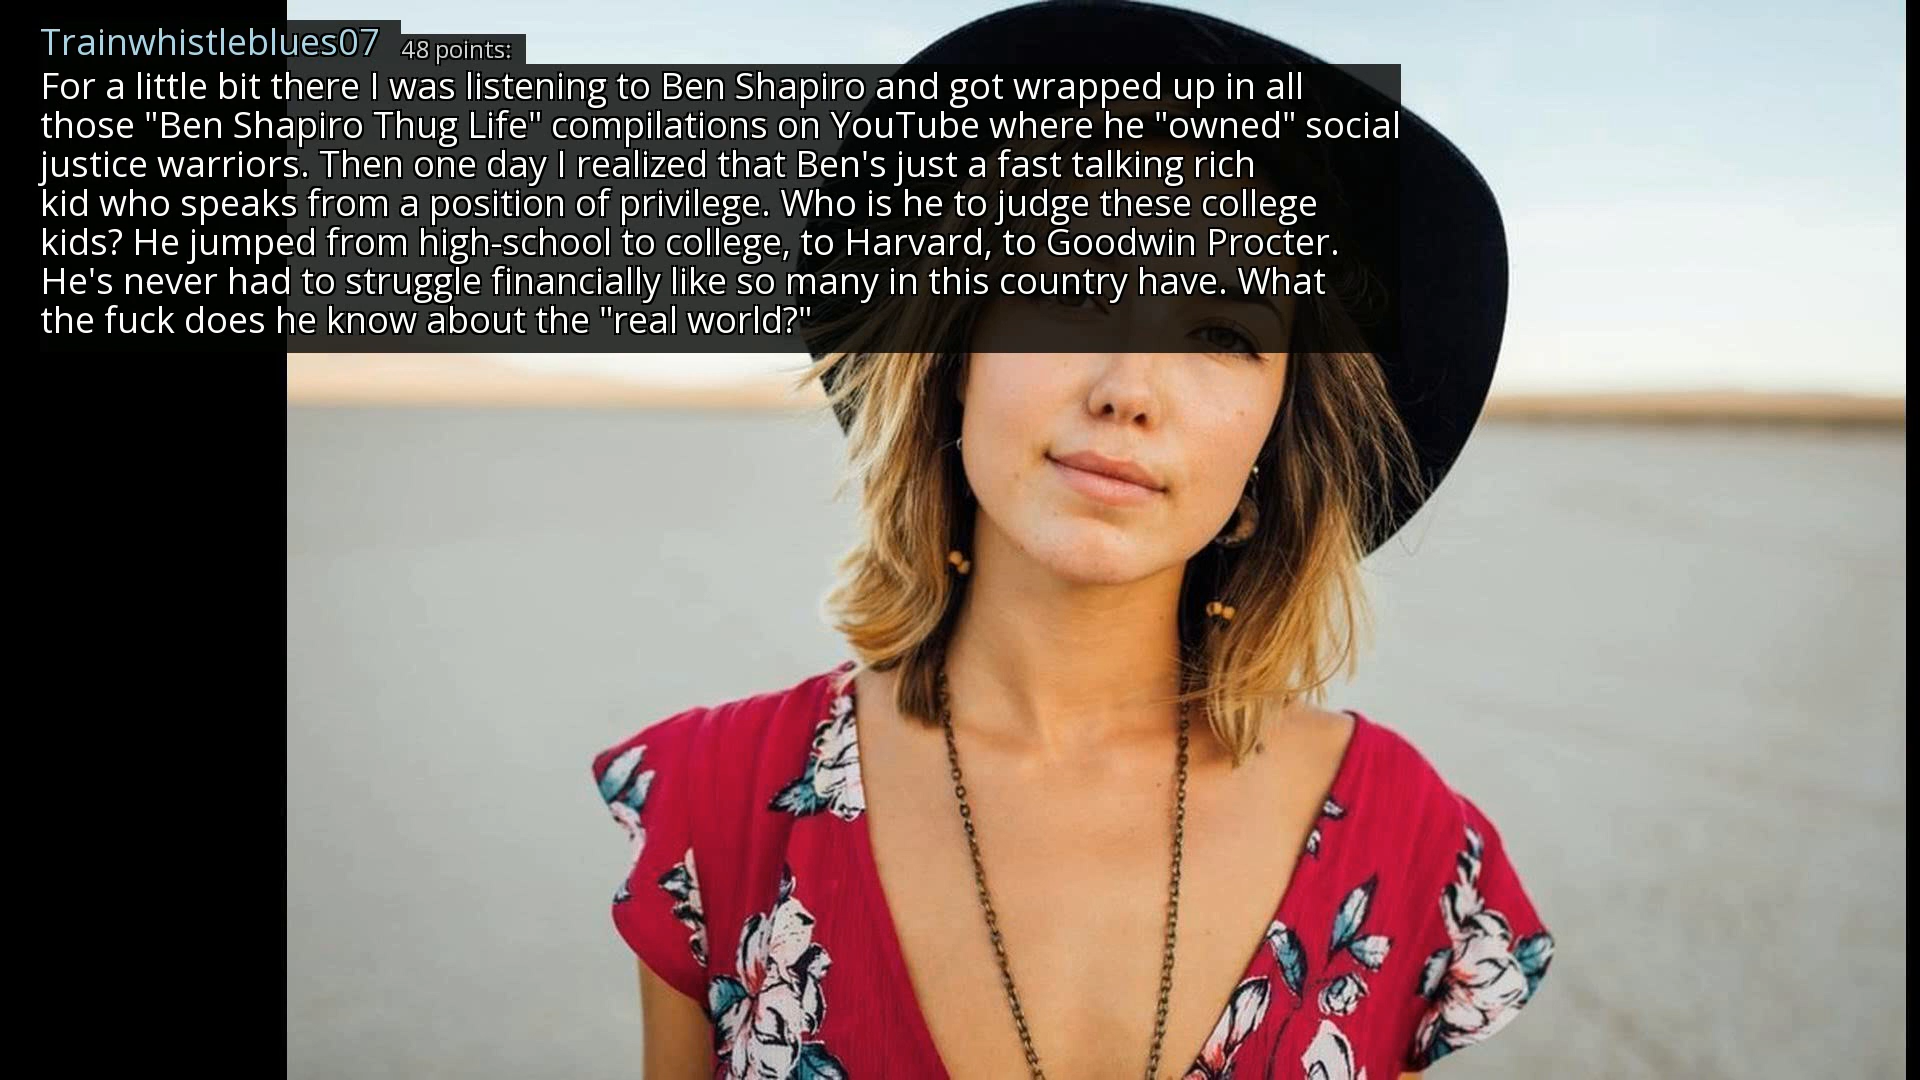 Trainwhistleblues07 48 points:
For a little bit there I was listening to Ben Shapiro and got wrapped up in all
those "Ben Shapiro Thug Life" compilations on YouTube where he "owned" social
justice warriors. Then one day I realized that Ben's just a fast talking rich
kid who speaks from a position of privilege. Who is he to judge these college
kids? He jumped from high-school to college, to Harvard, to Goodwin Procter.
He's never had to struggle financially like so many in this country have. What
the fuck does he know about the "real world?"